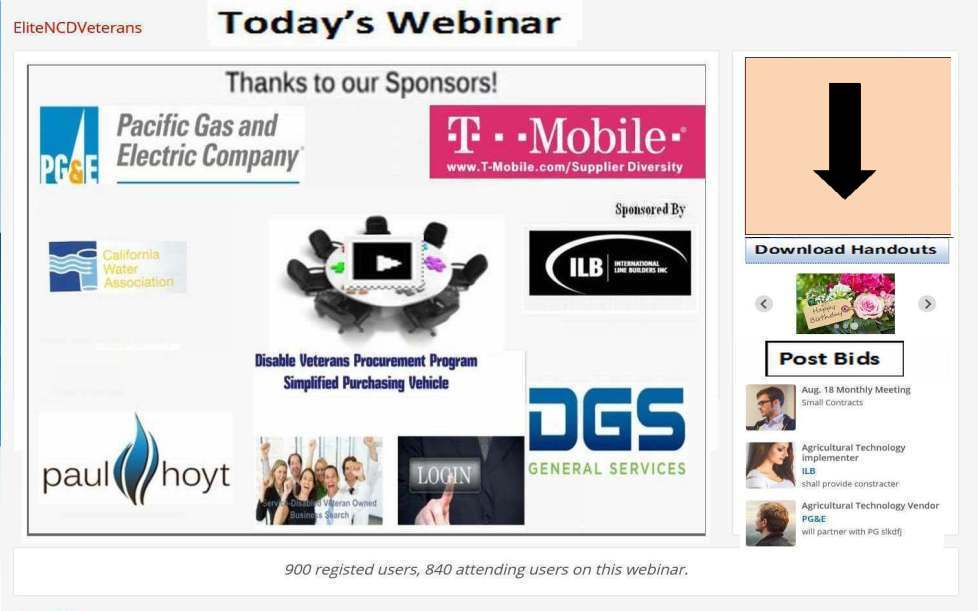 EliteNCDVeterans
Today's Webinar
Thanks to our Sponsors!
PG&E
Pacific Gas and
Electric Company
T··Mobile·
www.T-Mobile.com/Supplier Diversity
California
Water
Association
Sponsored By
ILB
INTERNATIONAL
LINE BUILDERS INC
Disable Veterans Procurement Program
Simplified Purchasing Vehicle
DGS
GENERAL SERVICES
paul hoyt
Service-Disabled Veteran Owned
Business Search
LOGIN
Download Handouts
Happy
Birthday
Post Bids
Aug. 18 Monthly Meeting
Small Contracts
Agricultural Technology
implementer
ILB
shall provide constracter
Agricultural Technology Vendor
PG&E
will partner with PG slkdfj
900 registed users, 840 attending users on this webinar.